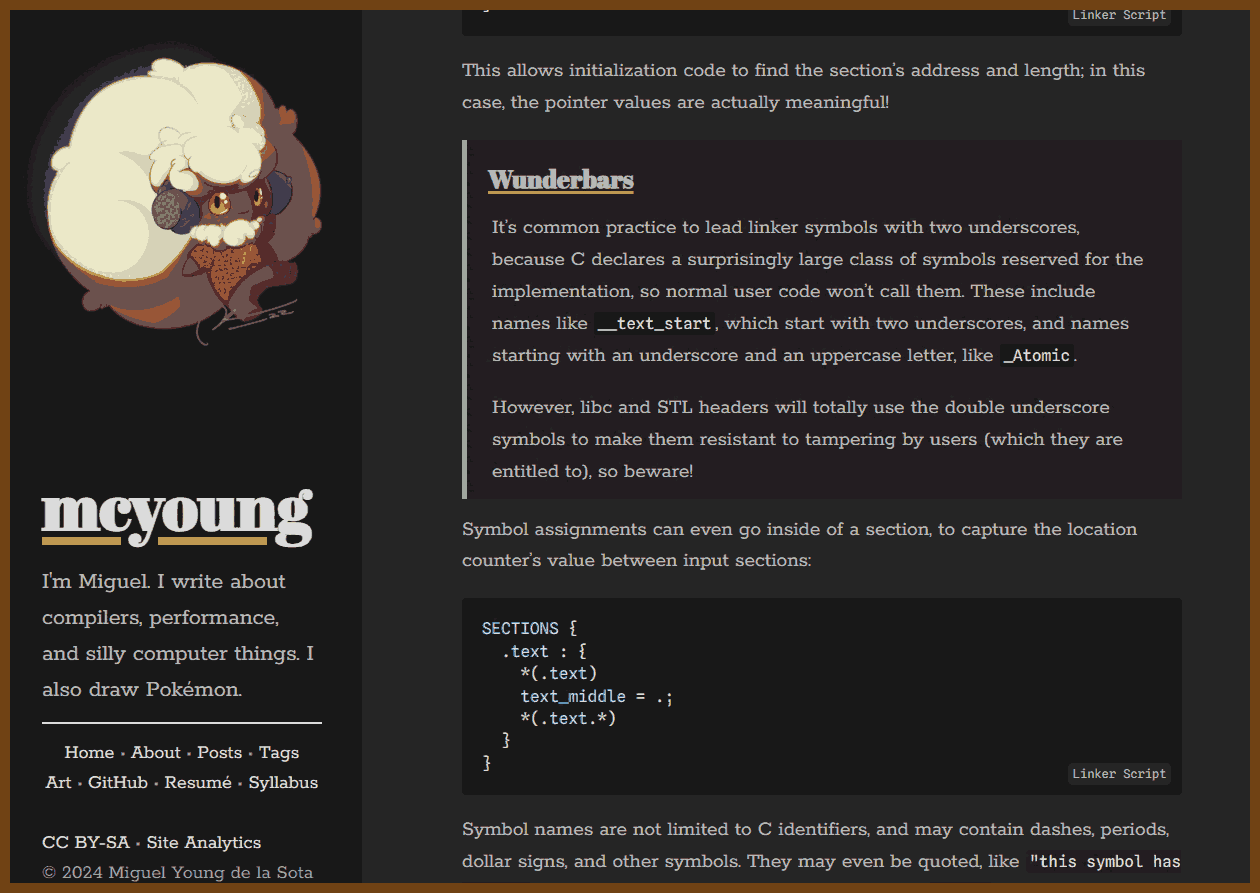 mcyoung
I'm Miguel. I write about
compilers, performance,
and silly computer things. I
also draw Pokémon.
Home • About • Posts • Tags
Art • GitHub • Resumé • Syllabus
CC BY-SA • Site Analytics
© 2024 Miguel Young de la Sota
Linker Script
This allows initialization code to find the section's address and length; in this
case, the pointer values are actually meaningful!
Wunderbars
It's common practice to lead linker symbols with two underscores,
because C declares a surprisingly large class of symbols reserved for the
implementation, so normal user code won't call them. These include
names like __text_start, which start with two underscores, and names
starting with an underscore and an uppercase letter, like _Atomic.
However, libc and STL headers will totally use the double underscore
symbols to make them resistant to tampering by users (which they are
entitled to), so beware!
Symbol assignments can even go inside of a section, to capture the location
counter's value between input sections:
SECTIONS {
  .text : {
    *(.text)
    text_middle = .;
    *(.text.*)
  }
}
Linker Script
Symbol names are not limited to C identifiers, and may contain dashes, periods,
dollar signs, and other symbols. They may even be quoted, like "this symbol has